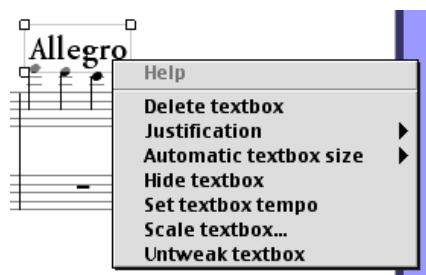 Allegro
Help
Delete textbox
Justification
Automatic textbox size
Hide textbox
Set textbox tempo
Scale textbox...
Untweak textbox